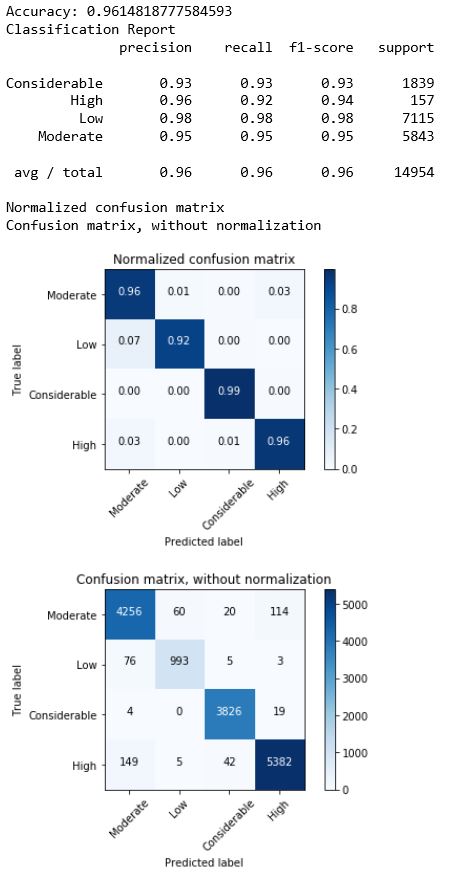 Accuracy: 0.9614818777584593
Classification Report
precision recall f1-score support
Considerable 0.93 0.93 0.93 1839
High 0.96 0.92 0.94 157
Low 0.98 0.98 0.98 7115
Moderate 0.95 0.95 0.95 5843
avg / total 0.96 0.96 0.96 14954
Normalized confusion matrix
Confusion matrix, without normalization
Normalized confusion matrix
Moderate 0.96 0.01 0.00 0.03
Low 0.07 0.92 0.00 0.00
Considerable 0.00 0.00 0.99 0.00
High 0.03 0.00 0.01 0.96
True label
Moderate Low Considerable High
Predicted label
0.8
0.6
0.4
0.2
0.0
Confusion matrix, without normalization
Moderate 4256 60 20 114
Low 76 993 5 3
Considerable 4 0 3826 19
High 149 5 42 5382
True label
Moderate Low Considerable High
Predicted label
5000
4000
3000
2000
1000
0